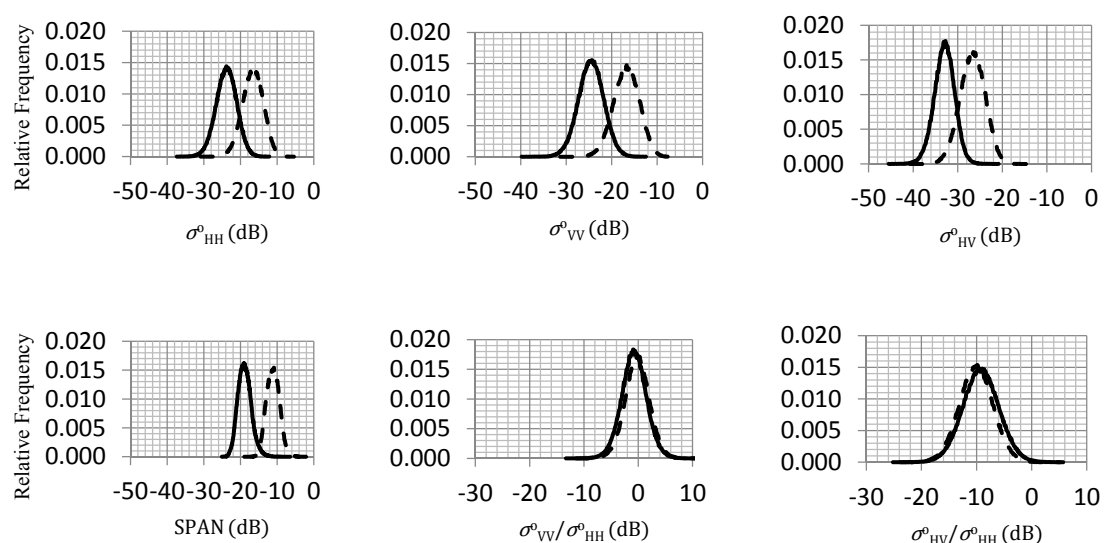 Relative Frequency
0.020
0.015
0.010
0.005
0.000
-50 -40 -30 -20 -10 0
σ°HH (dB)
0.020
0.015
0.010
0.005
0.000
-50 -40 -30 -20 -10 0
σ°VV (dB)
0.020
0.015
0.010
0.005
0.000
-50 -40 -30 -20 -10 0
σ°HV (dB)
Relative Frequency
0.020
0.015
0.010
0.005
0.000
-50 -40 -30 -20 -10 0
SPAN (dB)
0.020
0.015
0.010
0.005
0.000
-30 -20 -10 0 10
σ°VV/σ°HH (dB)
0.020
0.015
0.010
0.005
0.000
-30 -20 -10 0 10
σ°HV/σ°HH (dB)